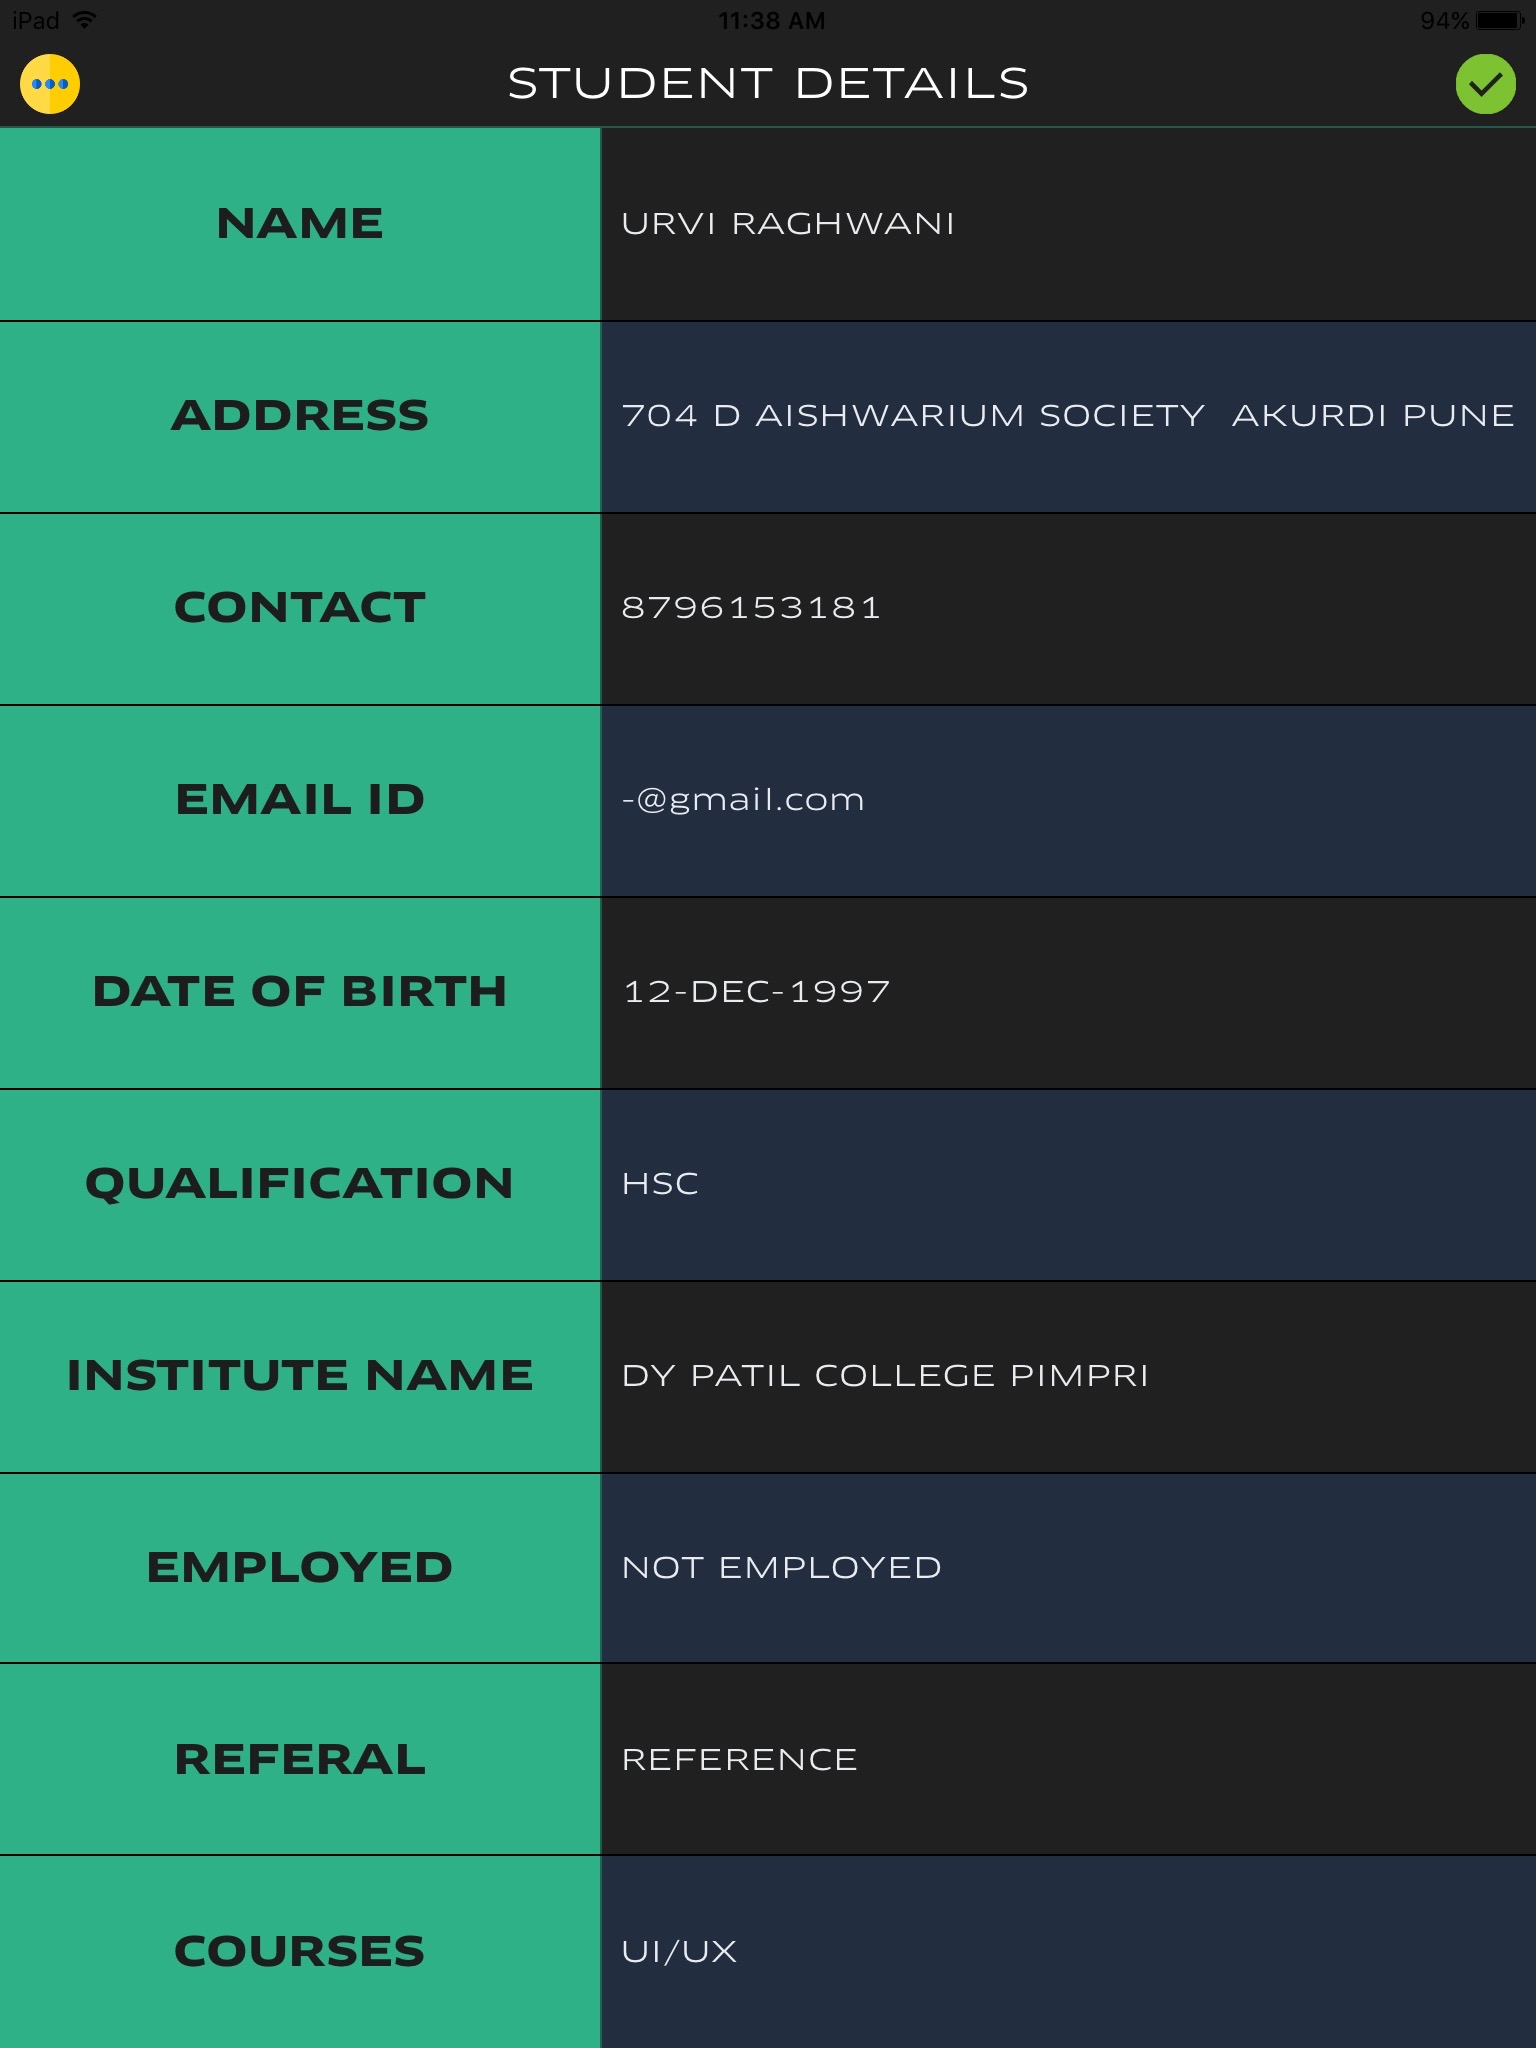 iPad 11:38 AM 94%
STUDENT DETAILS
NAME URVI RAGHWANI
ADDRESS 704 D AISHWARIUM SOCIETY  AKURDI PUNE
CONTACT 8796153181
EMAIL ID -@gmail.com
DATE OF BIRTH 12-DEC-1997
QUALIFICATION HSC
INSTITUTE NAME DY PATIL COLLEGE PIMPRI
EMPLOYED NOT EMPLOYED
REFERAL REFERENCE
COURSES UI/UX